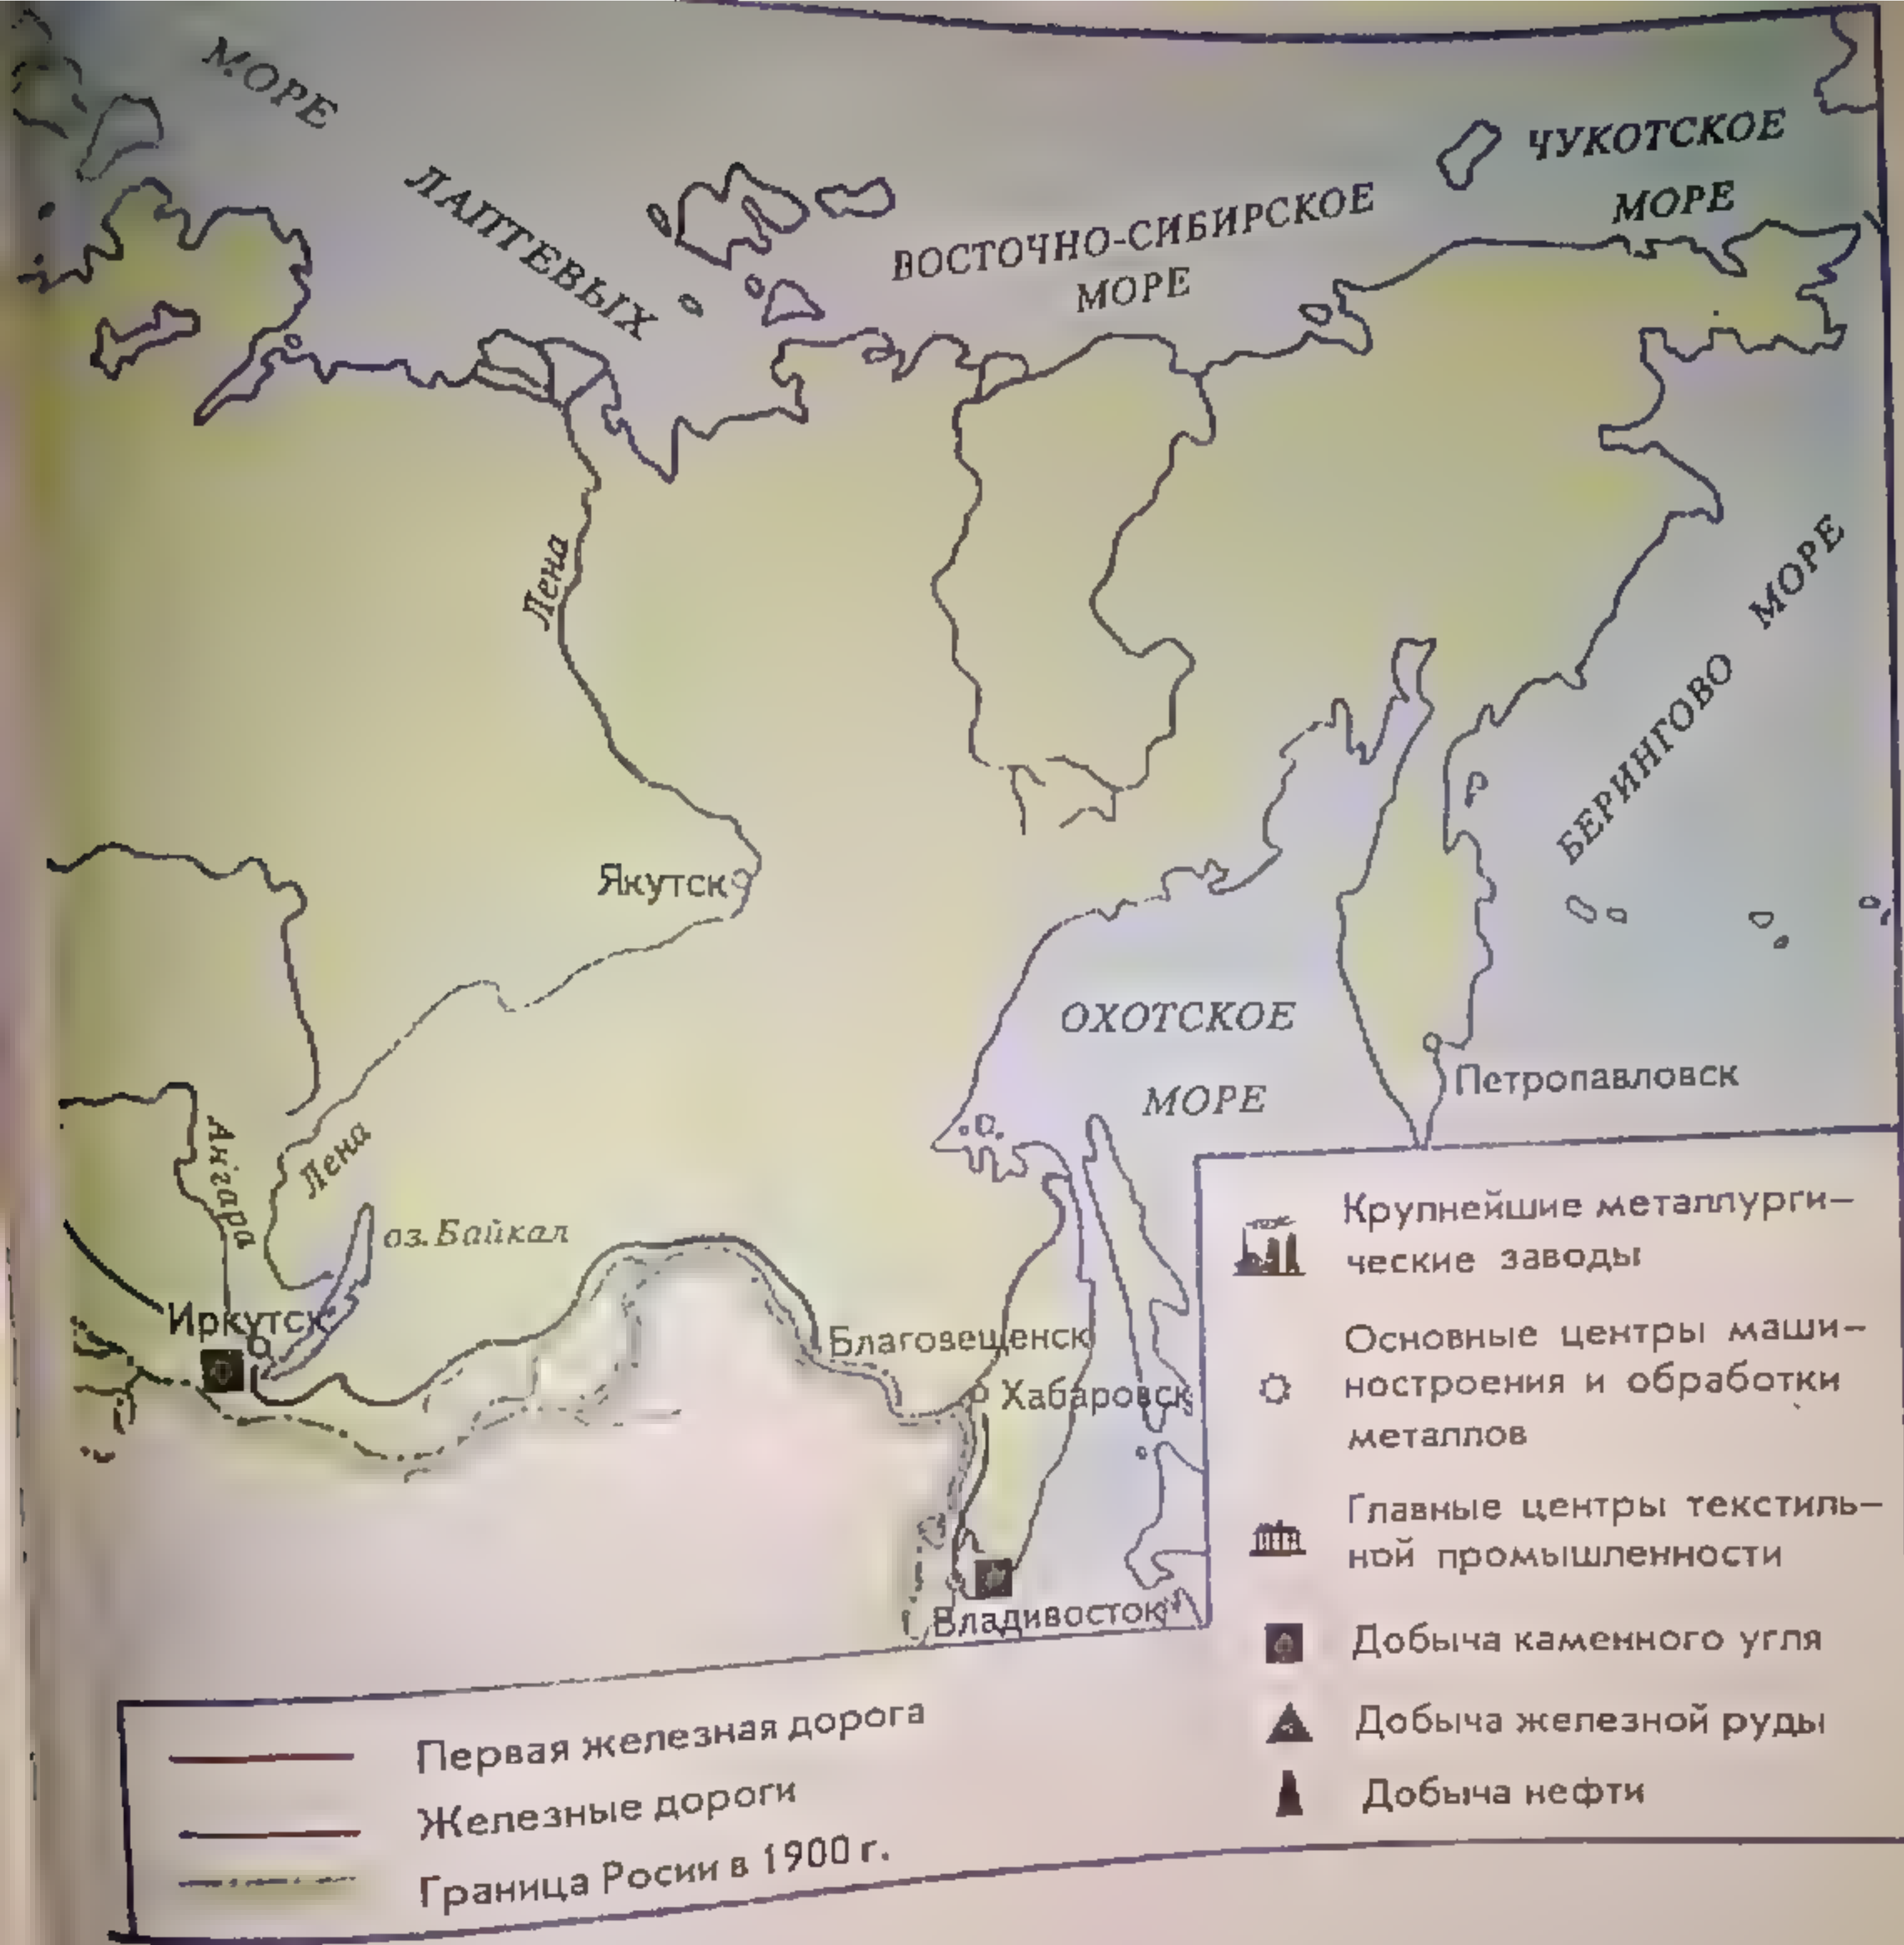 МОРЕ
ЛАПТЕВЫХ
ВОСТОЧНО-СИБИРСКОЕ
МОРЕ
ЧУКОТСКОЕ
МОРЕ
Лена
БЕРИНГОВО МОРЕ
Якутск
ОХОТСКОЕ
МОРЕ
Петропавловск
Ангара
Лена
оз. Байкал
Иркутск
Благовещенск
Хабаровск
Владивосток
Крупнейшие металлурги-
ческие заводы
Основные центры маши-
ностроения и обработки
металлов
Главные центры текстиль-
ной промышленности
Добыча каменного угля
Добыча железной руды
Добыча нефти
Первая железная дорога
Железные дороги
Граница Росии в 1900 г.